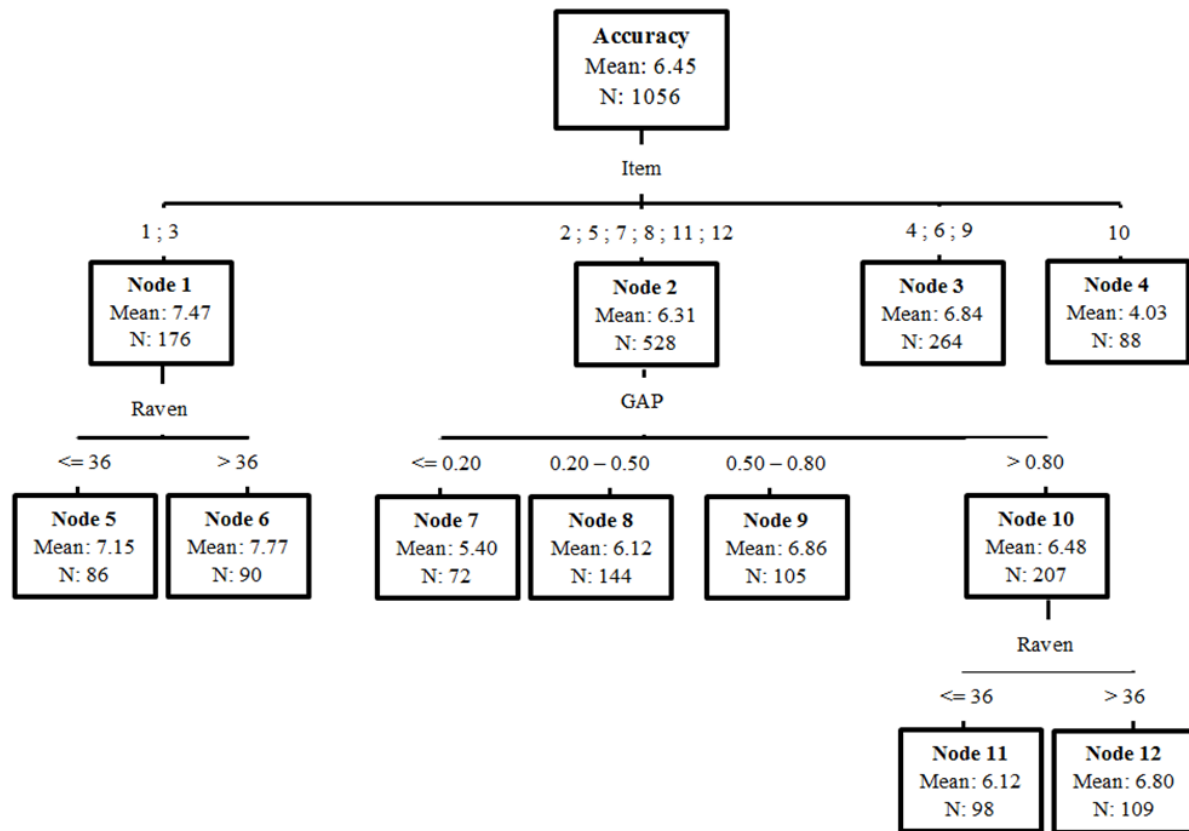 Accuracy
Mean: 6.45
N: 1056
Item
1 ; 3
2 ; 5 ; 7 ; 8 ; 11 ; 12
4 ; 6 ; 9
10
Node 1
Mean: 7.47
N: 176
Node 2
Mean: 6.31
N: 528
Node 3
Mean: 6.84
N: 264
Node 4
Mean: 4.03
N: 88
Raven
GAP
<= 36
> 36
<= 0.20
0.20 – 0.50
0.50 – 0.80
> 0.80
Node 5
Mean: 7.15
N: 86
Node 6
Mean: 7.77
N: 90
Node 7
Mean: 5.40
N: 72
Node 8
Mean: 6.12
N: 144
Node 9
Mean: 6.86
N: 105
Node 10
Mean: 6.48
N: 207
Raven
<= 36
> 36
Node 11
Mean: 6.12
N: 98
Node 12
Mean: 6.80
N: 109